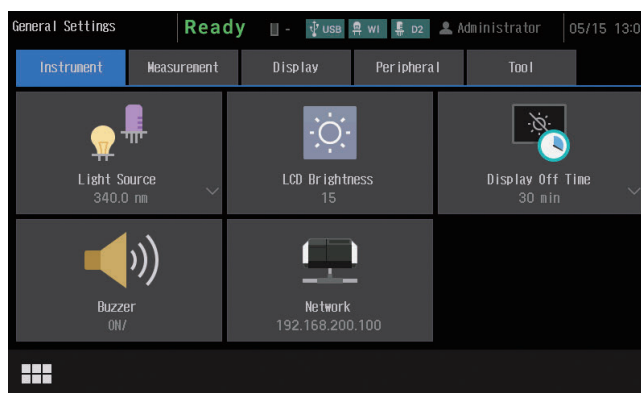 General Settings Ready - USB WI D2 Administrator 05/15 13:0
Instrument Measurement Display Peripheral Tool
Light Source LCD Brightness Display Off Time
340.0 nm 15 30 min
Buzzer Network
ON/ 192.168.200.100